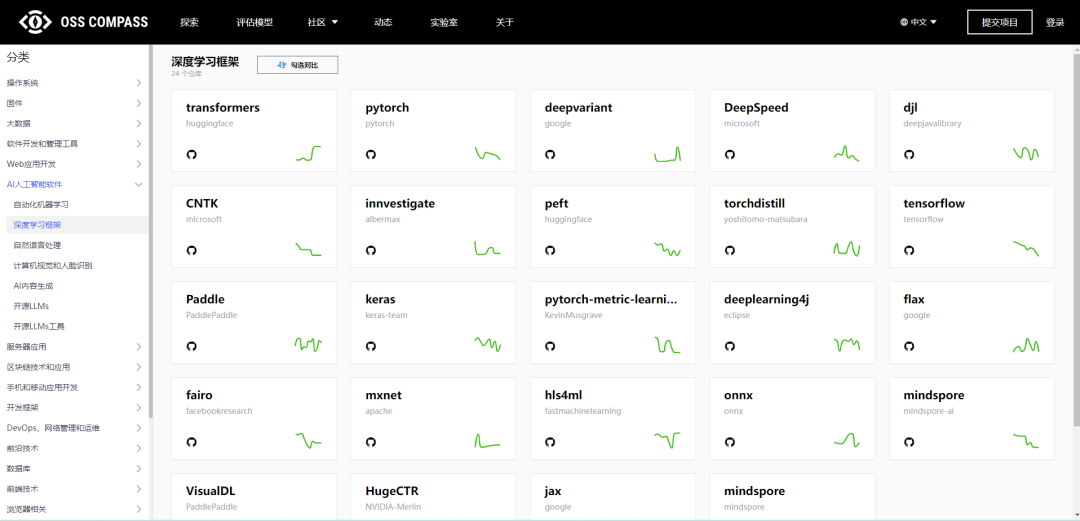 OSS COMPASS
探索
评估模型
社区
动态
实验室
关于
中文
提交项目
登录
分类
操作系统
固件
大数据
软件开发和管理工具
Web应用开发
AI人工智能软件
自动化机器学习
深度学习框架
自然语言处理
计算机视觉和人脸识别
AI内容生成
开源LLMs
开源LLMs工具
服务器应用
区块链技术和应用
手机和移动应用开发
开发框架
DevOps、网络管理和运维
前沿技术
数据库
前端技术
浏览器相关
深度学习框架
24 个仓库
勾选对比
transformers
huggingface
pytorch
pytorch
deepvariant
google
DeepSpeed
microsoft
djl
deepjavalibrary
CNTK
microsoft
innvestigate
albermax
peft
huggingface
torchdistill
yoshitomo-matsubara
tensorflow
tensorflow
Paddle
PaddlePaddle
keras
keras-team
pytorch-metric-learni...
KevinMusgrave
deeplearning4j
eclipse
flax
google
fairo
facebookresearch
mxnet
apache
hls4ml
fastmachinelearning
onnx
onnx
mindspore
mindspore-ai
VisualDL
PaddlePaddle
HugeCTR
NVIDIA-Merlin
jax
google
mindspore
mindspore